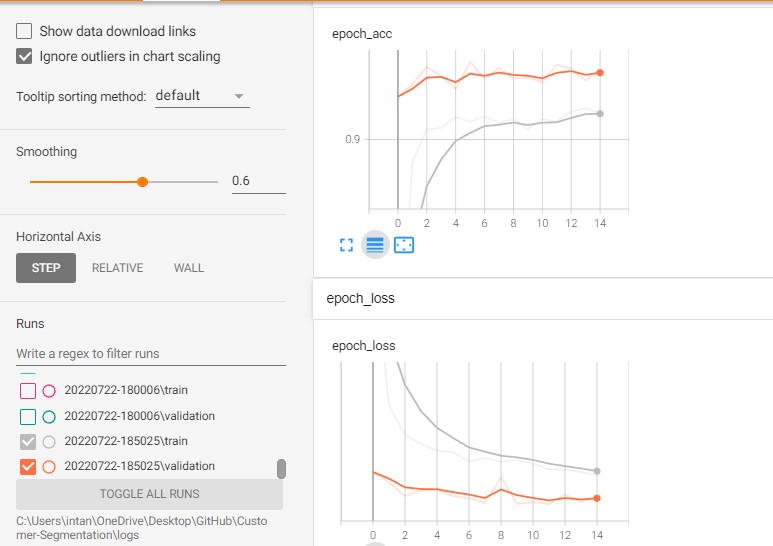 Show data download links
Ignore outliers in chart scaling
Tooltip sorting method: default
Smoothing
0.6
Horizontal Axis
STEP RELATIVE WALL
Runs
Write a regex to filter runs
20220722-180006\train
20220722-180006\validation
20220722-185025\train
20220722-185025\validation
TOGGLE ALL RUNS
C:\Users\intan\OneDrive\Desktop\GitHub\Custo
mer-Segmentation\logs
epoch_acc
0.9
0 2 4 6 8 10 12 14
epoch_loss
epoch_loss
0 2 4 6 8 10 12 14